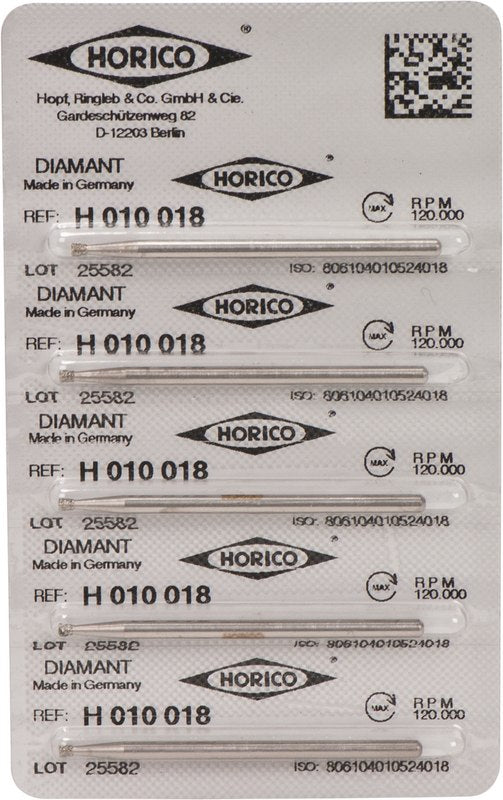 HORICO ®
Hopf, Ringleb & Co. GmbH & Cie.
Gardeschützenweg 82
D-12203 Berlin
DIAMANT
Made in Germany
HORICO ®
MAX
RPM
120.000
REF: H 010 018
LOT 25582
ISO: 806104010524018
DIAMANT
Made in Germany
HORICO ®
MAX
RPM
120.000
REF: H 010 018
LOT 25582
ISO: 806104010524018
DIAMANT
Made in Germany
HORICO ®
MAX
RPM
120.000
REF: H 010 018
LOT 25582
ISO: 806104010524018
DIAMANT
Made in Germany
HORICO ®
MAX
RPM
120.000
REF: H 010 018
LOT 25582
ISO: 806104010524018
DIAMANT
Made in Germany
HORICO ®
MAX
RPM
120.000
REF: H 010 018
LOT 25582
ISO: 806104010524018